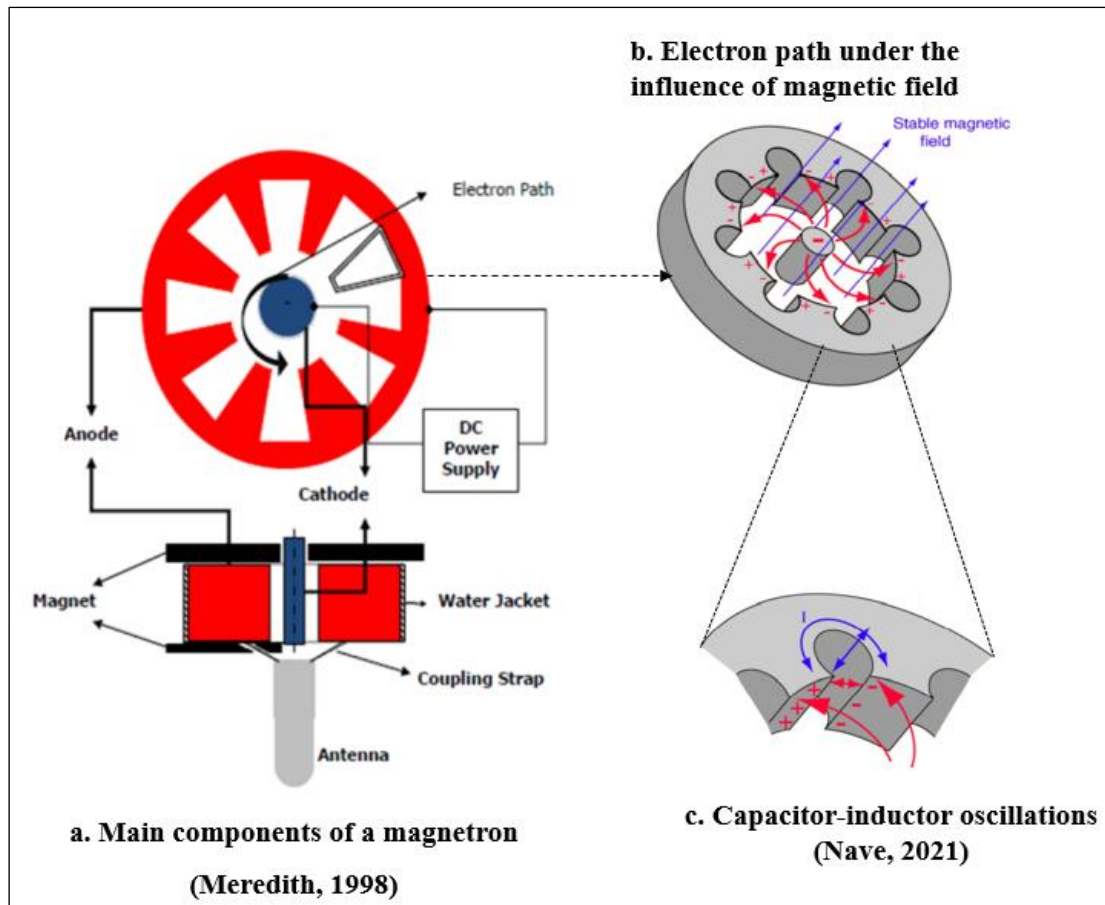 b. Electron path under the
influence of magnetic field
Stable magnetic
field
Electron Path
-
Anode
DC
Power
Supply
Cathode
Magnet
Water Jacket
Coupling Strap
Antenna
I
a. Main components of a magnetron
(Meredith, 1998)
c. Capacitor-inductor oscillations
(Nave, 2021)